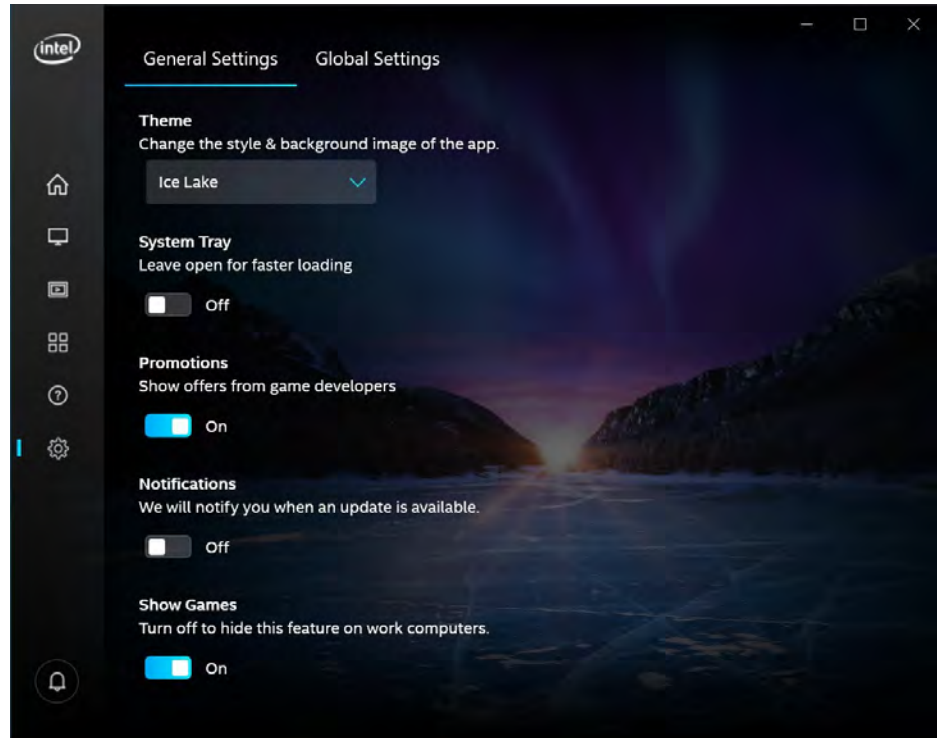 intel
General Settings
Global Settings
Theme
Change the style & background image of the app.
Ice Lake
System Tray
Leave open for faster loading
Off
Promotions
Show offers from game developers
On
Notifications
We will notify you when an update is available.
Off
Show Games
Turn off to hide this feature on work computers.
On